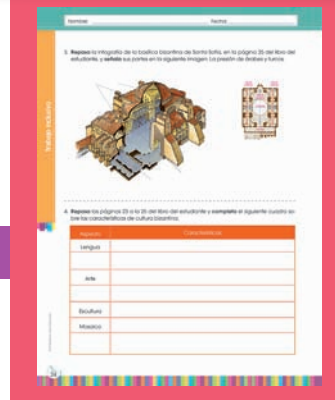 Nombre: Fecha:
3. Repasa la infografía de la basílica bizantina de Santa Sofía, en la página 25 del libro del
estudiante, y señala sus partes en la siguiente imagen. La presión de árabes y turcos.
Trabajo inclusivo
4. Repasa las páginas 23 a la 25 del libro del estudiante y completa el siguiente cuadro so-
bre las características de cultura bizantina.
Aspecto Características
Lengua
Arte
Escultura
Mosaico